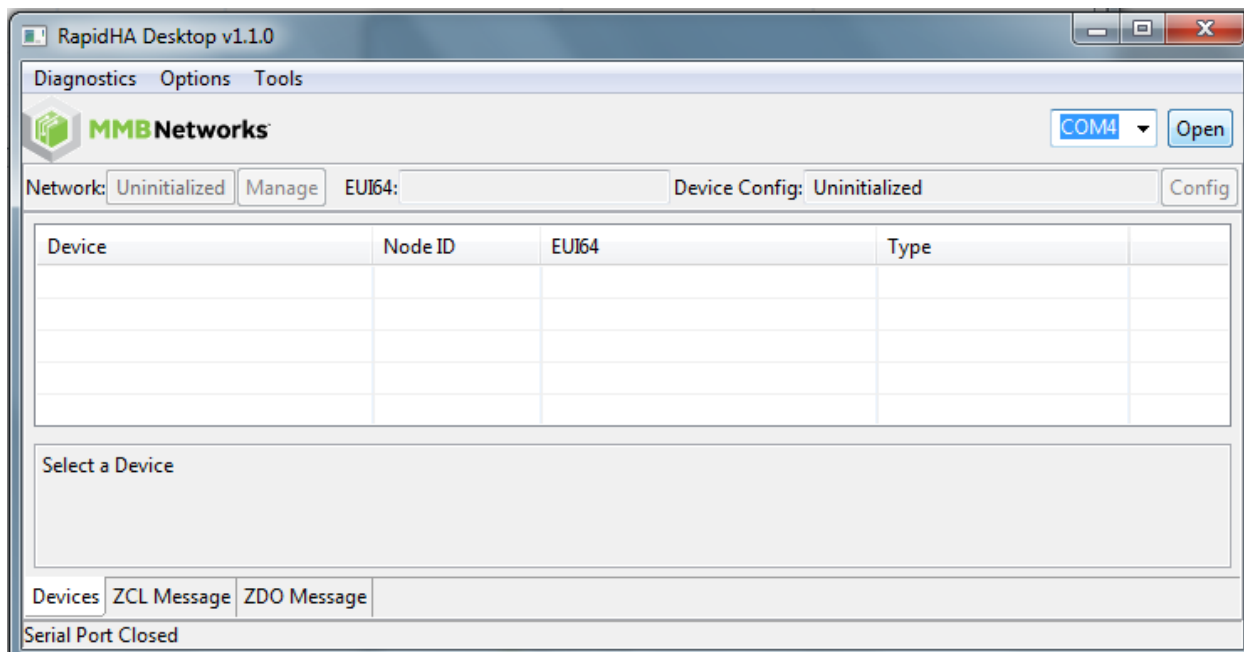 RapidHA Desktop v1.1.0
Diagnostics Options Tools
MMBNetworks COM4 Open
Network: Uninitialized Manage EUI64: Device Config: Uninitialized Config
Device Node ID EUI64 Type
Select a Device
Devices ZCL Message ZDO Message
Serial Port Closed